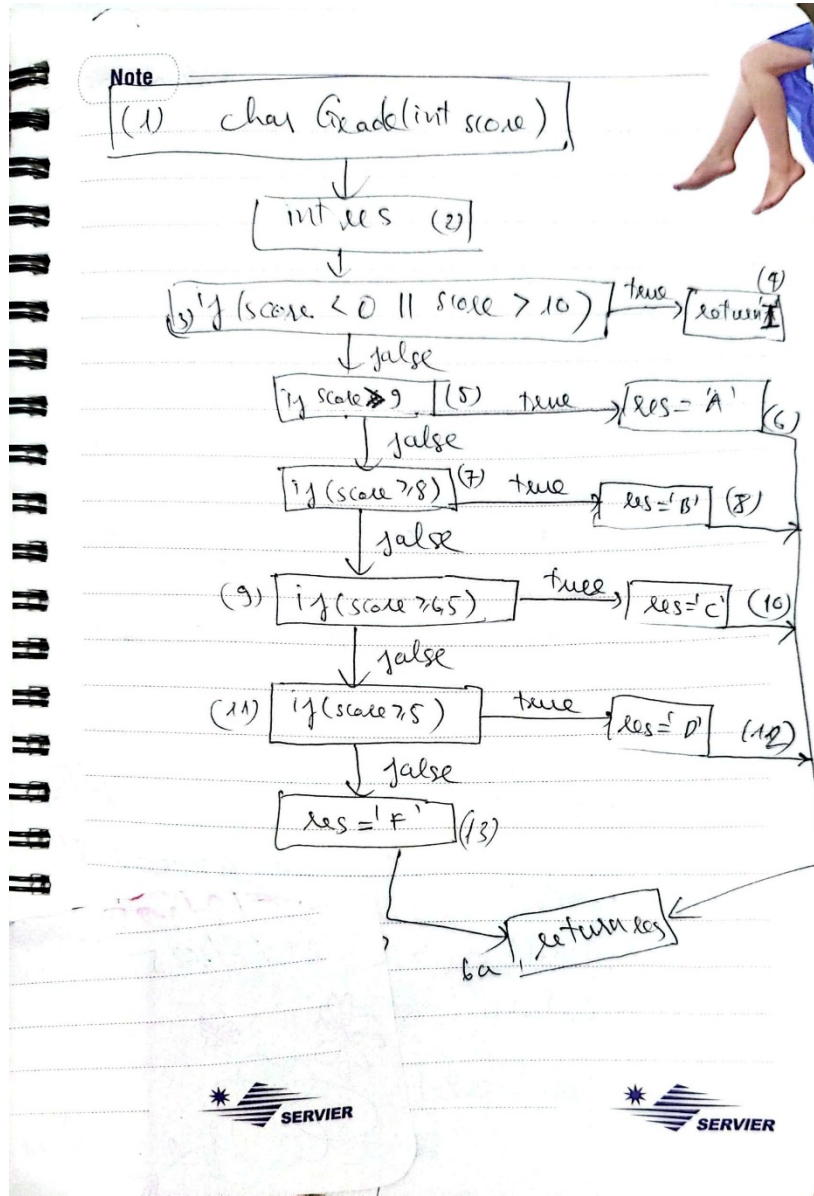 Note
(1) char Grade(int score)
int res (2)
(3) if (score < 0 || score > 10) true (4) return 'I'
false
if score ≥ 9 (5) true res = 'A' (6)
false
if (score ≥ 8) (7) true res = 'B' (8)
false
(9) if (score ≥ 65) true res = 'C' (10)
false
(11) if (score ≥ 5) true res = 'D' (12)
false
res = 'F' (13)
6a return res
SERVIER SERVIER